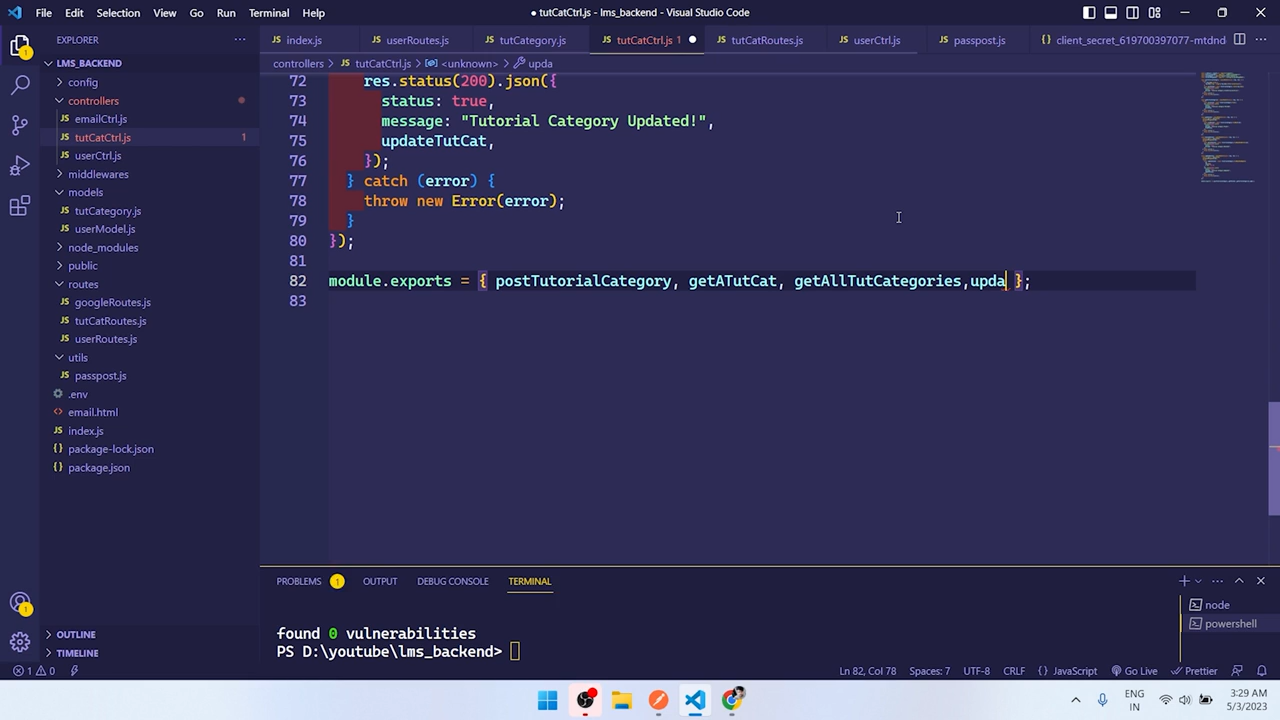 File Edit Selection View Go Run Terminal Help
● tutCatCtrl.js - lms_backend - Visual Studio Code
EXPLORER
LMS_BACKEND
config
controllers
emailCtrl.js
tutCatCtrl.js 1
userCtrl.js
middlewares
models
tutCategory.js
userModel.js
node_modules
public
routes
googleRoutes.js
tutCatRoutes.js
userRoutes.js
utils
passpost.js
.env
email.html
index.js
package-lock.json
package.json
OUTLINE
TIMELINE
index.js userRoutes.js tutCategory.js tutCatCtrl.js 1 ● tutCatRoutes.js userCtrl.js passpost.js client_secret_619700397077-mtdnd
controllers > tutCatCtrl.js > <unknown> > upda
72 res.status(200).json({
73 status: true,
74 message: "Tutorial Category Updated!",
75 updateTutCat,
76 });
77 } catch (error) {
78 throw new Error(error);
79 }
80 });
81
82 module.exports = { postTutorialCategory, getATutCat, getAllTutCategories,upda };
83
PROBLEMS 1 OUTPUT DEBUG CONSOLE TERMINAL
found 0 vulnerabilities
PS D:\youtube\lms_backend>
node
powershell
1 0 Ln 82, Col 78 Spaces: 7 UTF-8 CRLF { } JavaScript Go Live Prettier
ENG
IN
3:29 AM
5/3/2023